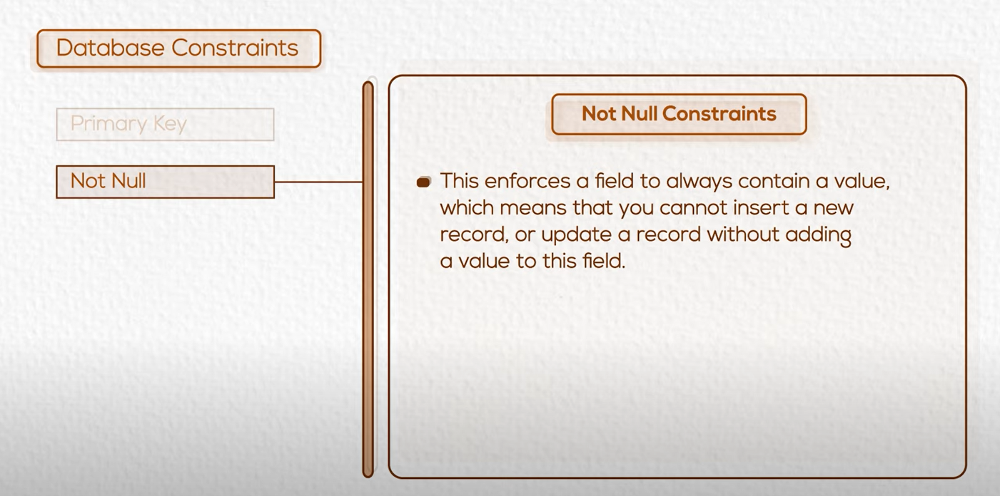 Database Constraints
Primary Key
Not Null
Not Null Constraints
This enforces a field to always contain a value,
which means that you cannot insert a new
record, or update a record without adding
a value to this field.